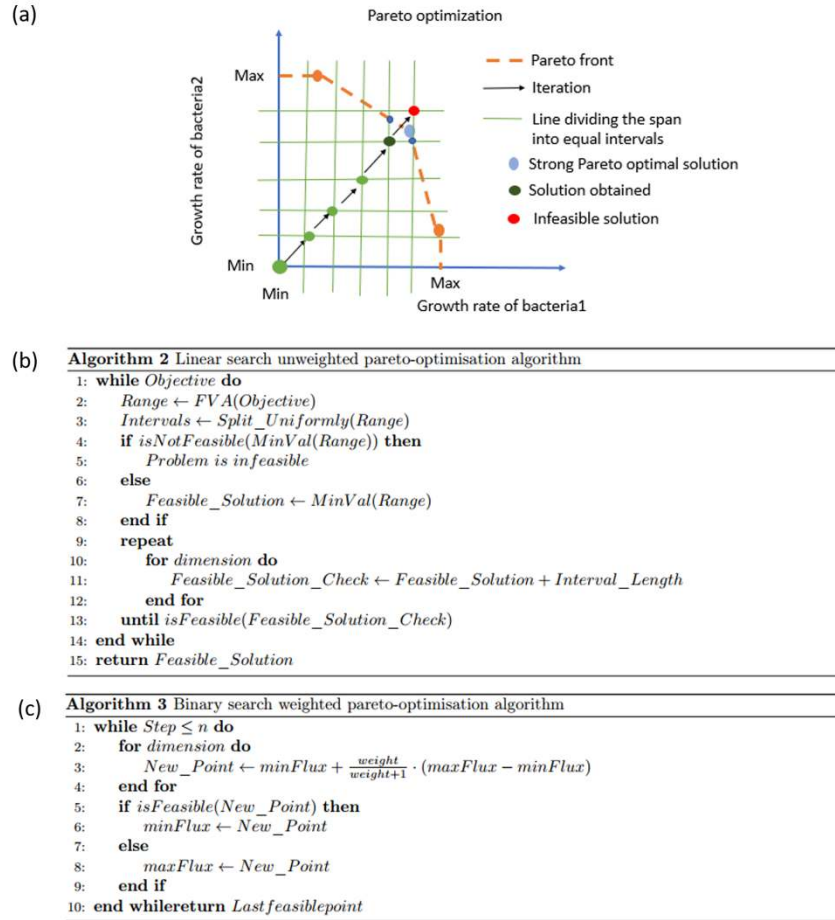 (a)
Pareto optimization
Max
Growth rate of bacteria2
Min
Min
Max
Growth rate of bacteria1
Pareto front
Iteration
Line dividing the span
into equal intervals
Strong Pareto optimal solution
Solution obtained
Infeasible solution
(b)
Algorithm 2 Linear search unweighted pareto-optimisation algorithm
1: while Objective do
2: Range ← FVA(Objective)
3: Intervals ← Split_Uniformly(Range)
4: if isNotFeasible(MinVal(Range)) then
5: Problem is infeasible
6: else
7: Feasible_Solution ← MinVal(Range)
8: end if
9: repeat
10: for dimension do
11: Feasible_Solution_Check ← Feasible_Solution + Interval_Length
12: end for
13: until isFeasible(Feasible_Solution_Check)
14: end while
15: return Feasible_Solution
(c)
Algorithm 3 Binary search weighted pareto-optimisation algorithm
1: while Step ≤ n do
2: for dimension do
3: New_Point ← minFlux + weight/weight+1 · (maxFlux − minFlux)
4: end for
5: if isFeasible(New_Point) then
6: minFlux ← New_Point
7: else
8: maxFlux ← New_Point
9: end if
10: end whilereturn Lastfeasiblepoint